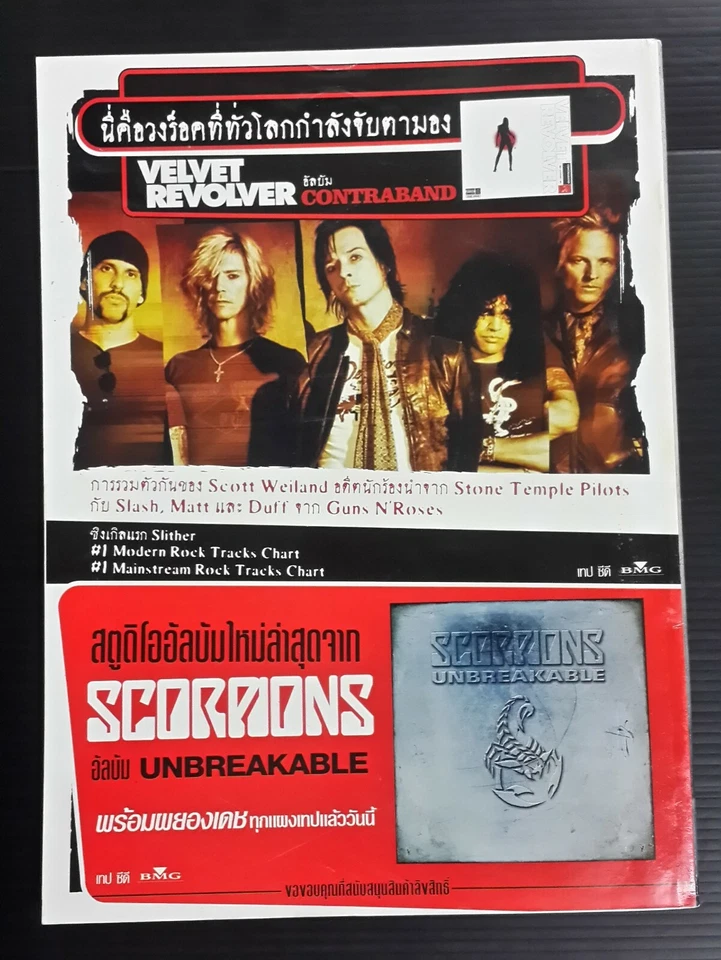 นี่คือวงร็อคที่ทั่วโลกกำลังจับตามอง
VELVET
REVOLVER อัลบัม CONTRABAND
การรวมตัวกันของ Scott Weiland อดีตนักร้องนำจาก Stone Temple Pilots
กับ Slash, Matt และ Duff จาก Guns N'Roses
ซิงเกิลแรก Slither
#1 Modern Rock Tracks Chart
#1 Mainstream Rock Tracks Chart
เทป ซีดี BMG
สตูดิโออัลบัมใหม่ล่าสุดจาก
SCORPIONS
อัลบัม UNBREAKABLE
พร้อมผยองเดช ทุกแผงเทปแล้ววันนี้
SCORPIONS
UNBREAKABLE
เทป ซีดี BMG
ขอขอบคุณที่สนับสนุนสินค้าลิขสิทธิ์